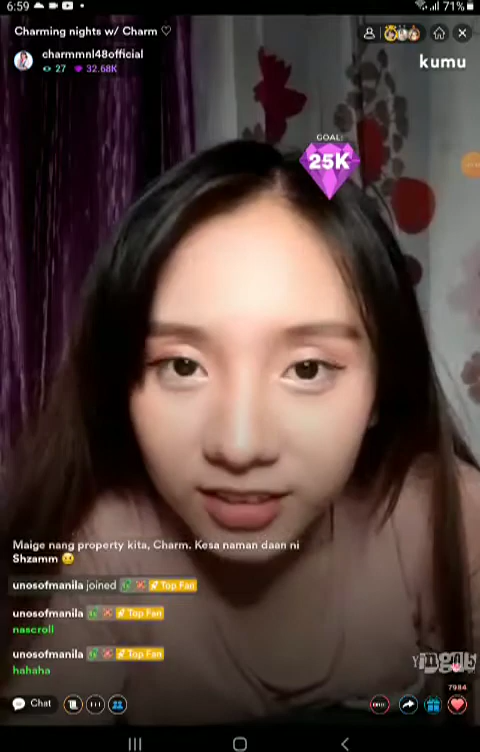 6:59
71%
Charming nights w/ Charm ♡
charmmnl48official
27 32.68K
kumu
GOAL:
25K
Maige nang property kita, Charm. Kesa naman daan ni
Shzamm
unosofmanila joined Top Fan
unosofmanila Top Fan
nascroll
unosofmanila Top Fan
hahaha
7984
Chat